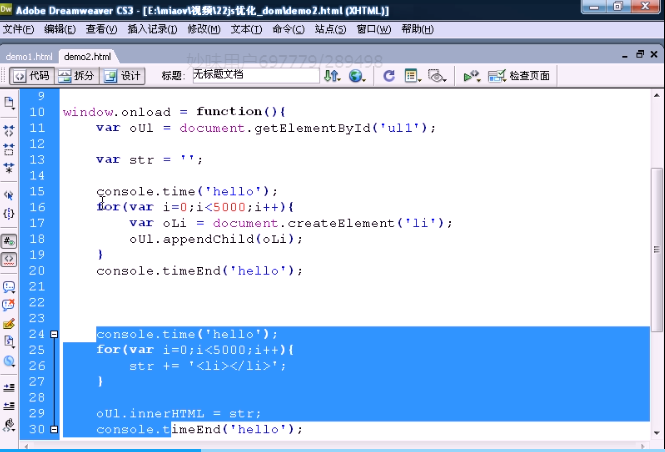 Adobe Dreamweaver CS3 - [E:\miaov\视频\22js优化_dom\demo2.html (XHTML)]
文件(F) 编辑(E) 查看(V) 插入记录(I) 修改(M) 文本(T) 命令(C) 站点(S) 窗口(W) 帮助(H)
demo1.html demo2.html
妙味用户697779/289498
代码 拆分 设计 标题: 无标题文档 检查页面
9
10 window.onload = function(){
11 var oUl = document.getElementById('ul1');
12
13 var str = '';
14
15 console.time('hello');
16 for(var i=0;i<5000;i++){
17 var oLi = document.createElement('li');
18 oUl.appendChild(oLi);
19 }
20 console.timeEnd('hello');
21
22
23
24 console.time('hello');
25 for(var i=0;i<5000;i++){
26 str += '<li></li>';
27 }
28
29 oUl.innerHTML = str;
30 console.timeEnd('hello');